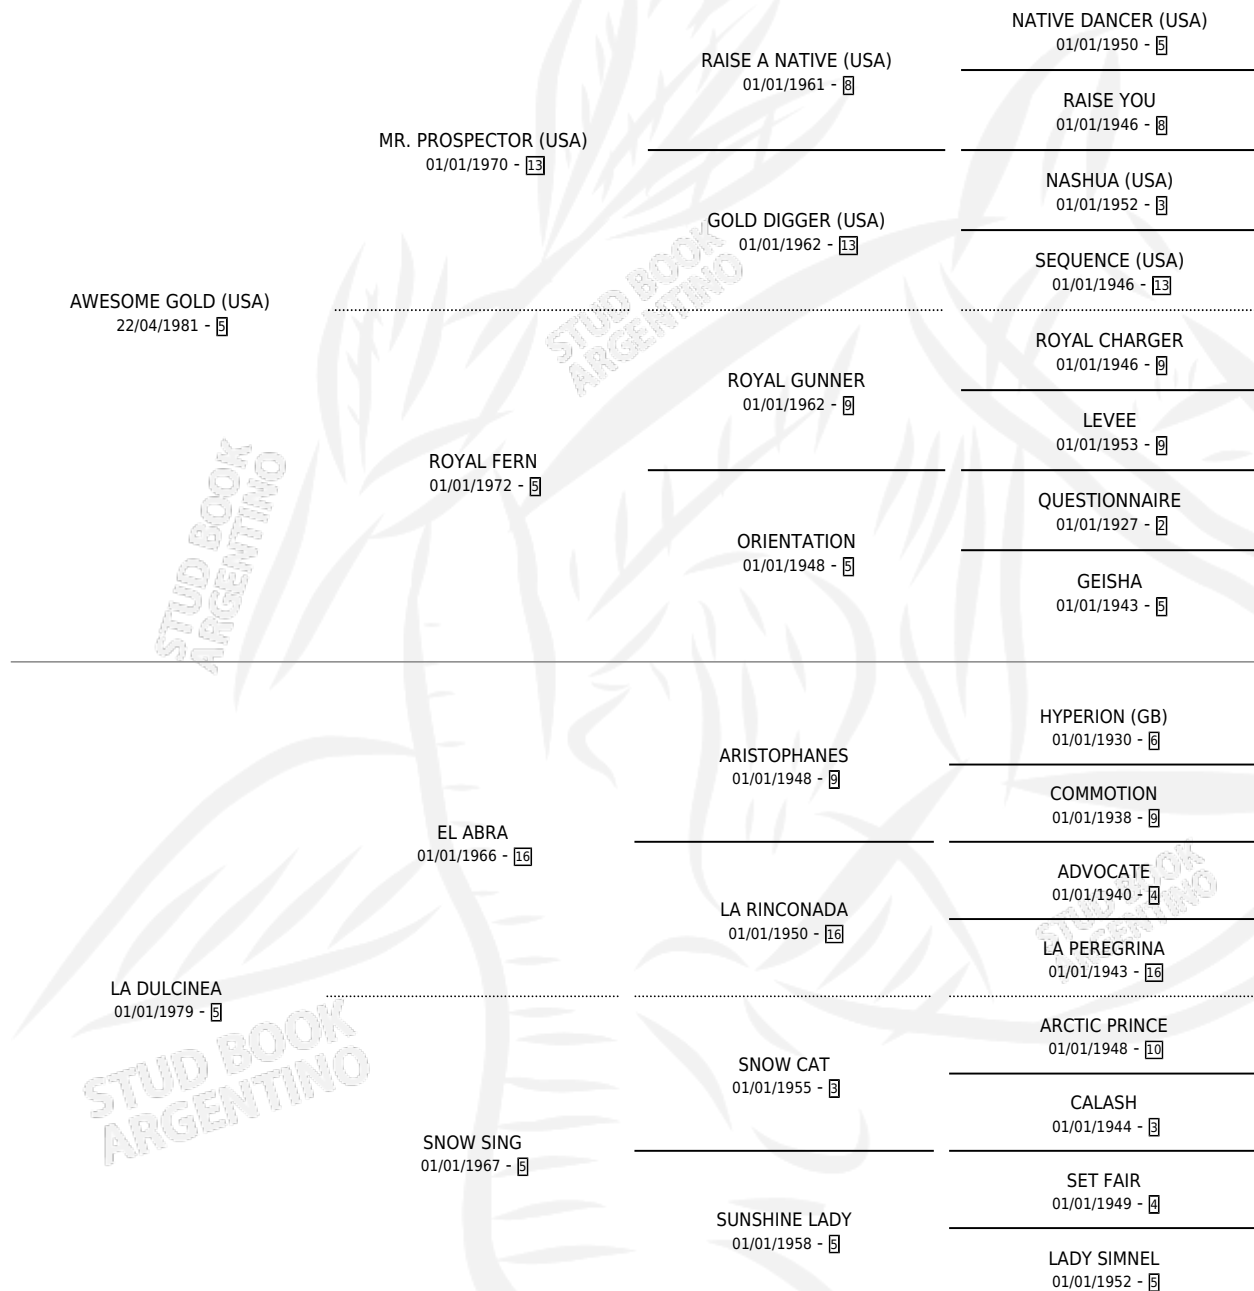 NATIVE DANCER (USA)
01/01/1950 - 5
RAISE A NATIVE (USA)
01/01/1961 - 8
RAISE YOU
01/01/1946 - 8
MR. PROSPECTOR (USA)
01/01/1970 - 13
NASHUA (USA)
01/01/1952 - 3
GOLD DIGGER (USA)
01/01/1962 - 13
SEQUENCE (USA)
01/01/1946 - 13
AWESOME GOLD (USA)
22/04/1981 - 5
ROYAL CHARGER
01/01/1946 - 9
ROYAL GUNNER
01/01/1962 - 9
LEVEE
01/01/1953 - 9
ROYAL FERN
01/01/1972 - 5
QUESTIONNAIRE
01/01/1927 - 2
ORIENTATION
01/01/1948 - 5
GEISHA
01/01/1943 - 5
HYPERION (GB)
01/01/1930 - 6
ARISTOPHANES
01/01/1948 - 9
COMMOTION
01/01/1938 - 9
EL ABRA
01/01/1966 - 16
ADVOCATE
01/01/1940 - 4
LA RINCONADA
01/01/1950 - 16
LA PEREGRINA
01/01/1943 - 16
LA DULCINEA
01/01/1979 - 5
ARCTIC PRINCE
01/01/1948 - 10
SNOW CAT
01/01/1955 - 3
CALASH
01/01/1944 - 3
SNOW SING
01/01/1967 - 5
SET FAIR
01/01/1949 - 4
SUNSHINE LADY
01/01/1958 - 5
LADY SIMNEL
01/01/1952 - 5
STUD BOOK
ARGENTINO
STUD BOOK
ARGENTINO
STUD BOOK
ARGENTINO
STUD BOOK
ARGENTINO